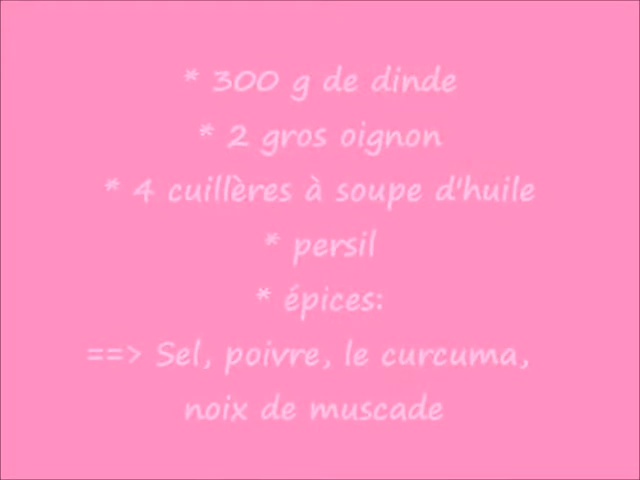 * 300 g de dinde
* 2 gros oignon
* 4 cuillères à soupe d'huile
* persil
* épices:
==> Sel, poivre, le curcuma,
noix de muscade